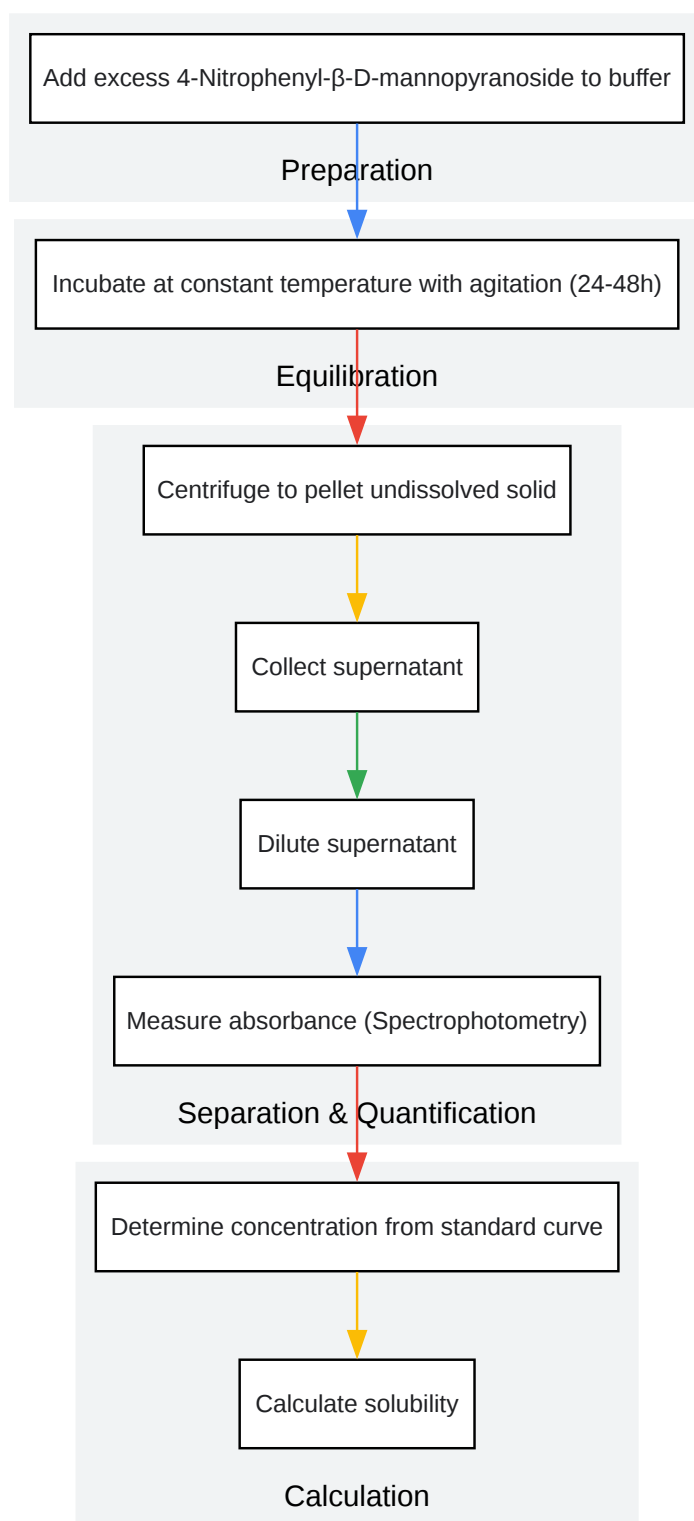 Add excess 4-Nitrophenyl-β-D-mannopyranoside to buffer
Preparation
Incubate at constant temperature with agitation (24-48h)
Equilibration
Centrifuge to pellet undissolved solid
Collect supernatant
Dilute supernatant
Measure absorbance (Spectrophotometry)
Separation & Quantification
Determine concentration from standard curve
Calculate solubility
Calculation